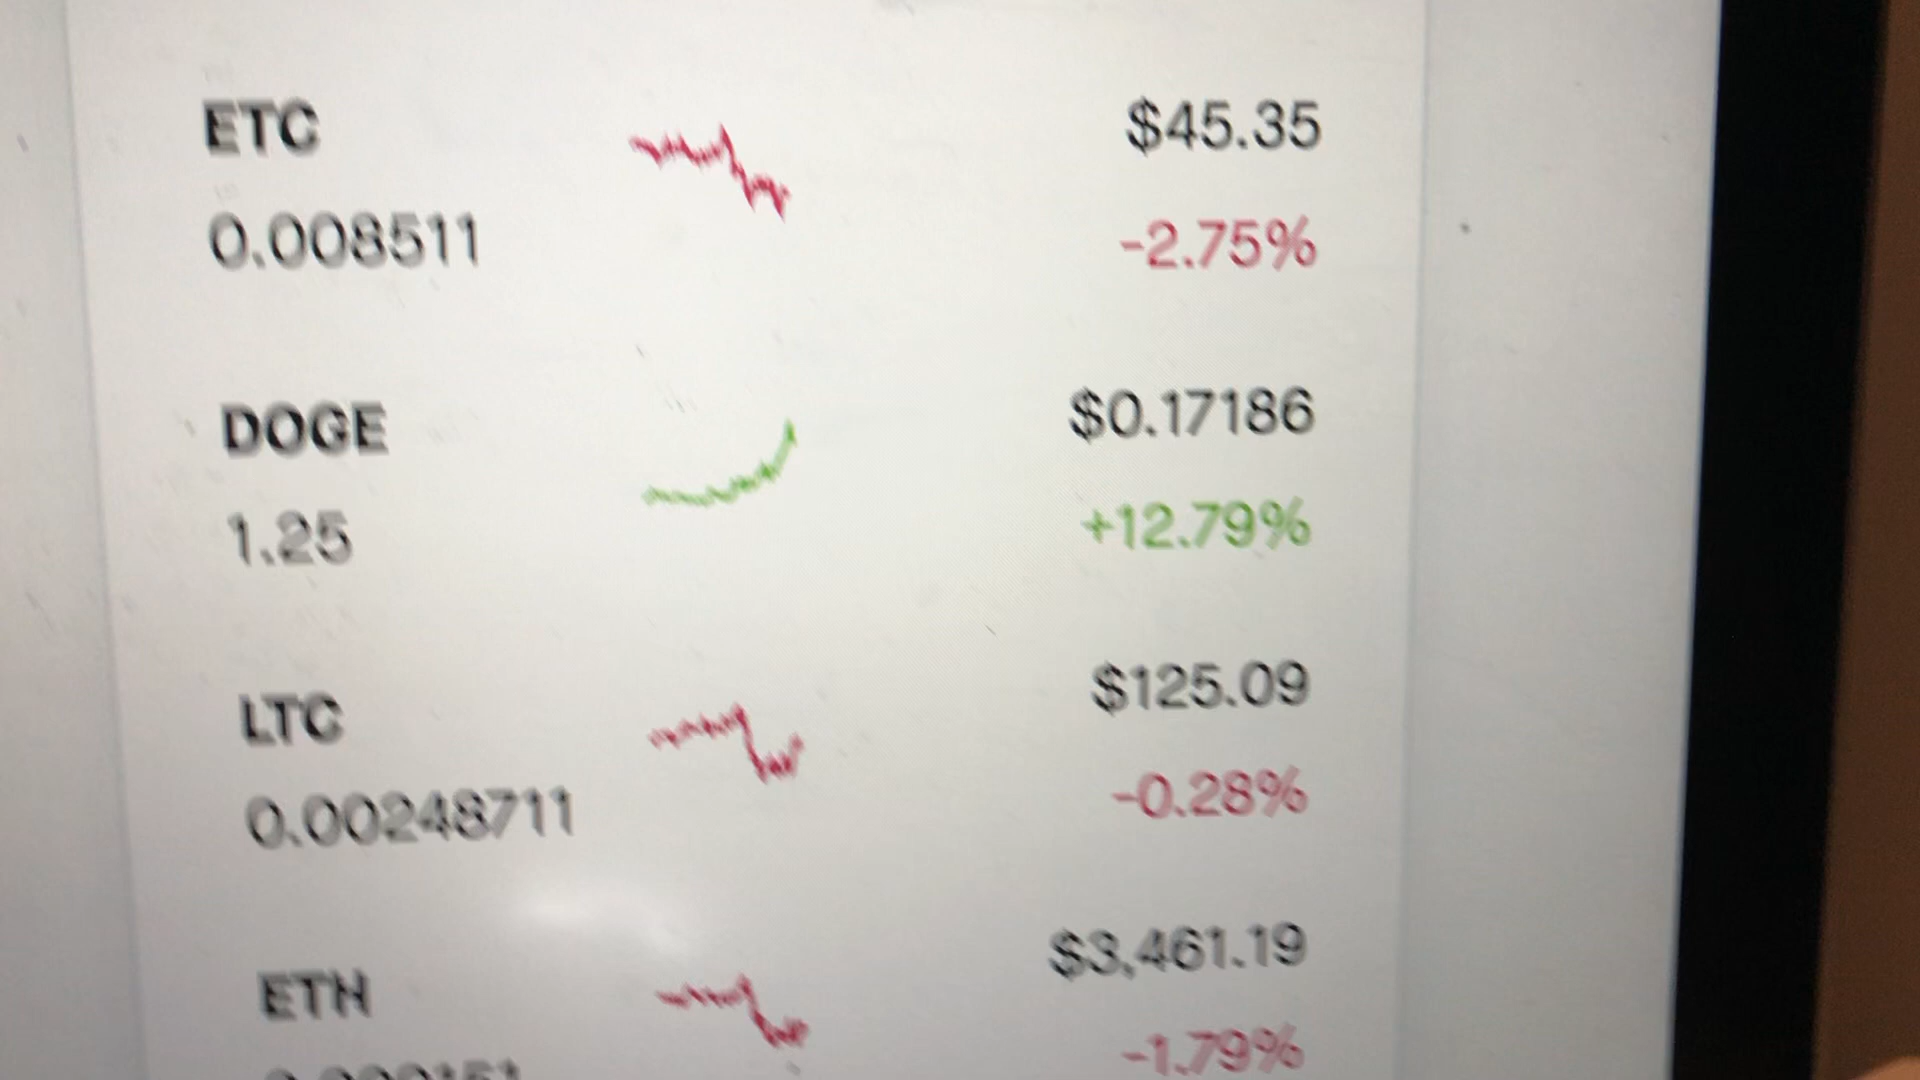 ETC $45.35
0.008511 -2.75%
DOGE $0.17186
1.25 +12.79%
LTC $125.09
0.00248711 -0.28%
ETH $3,461.19
-1.79%